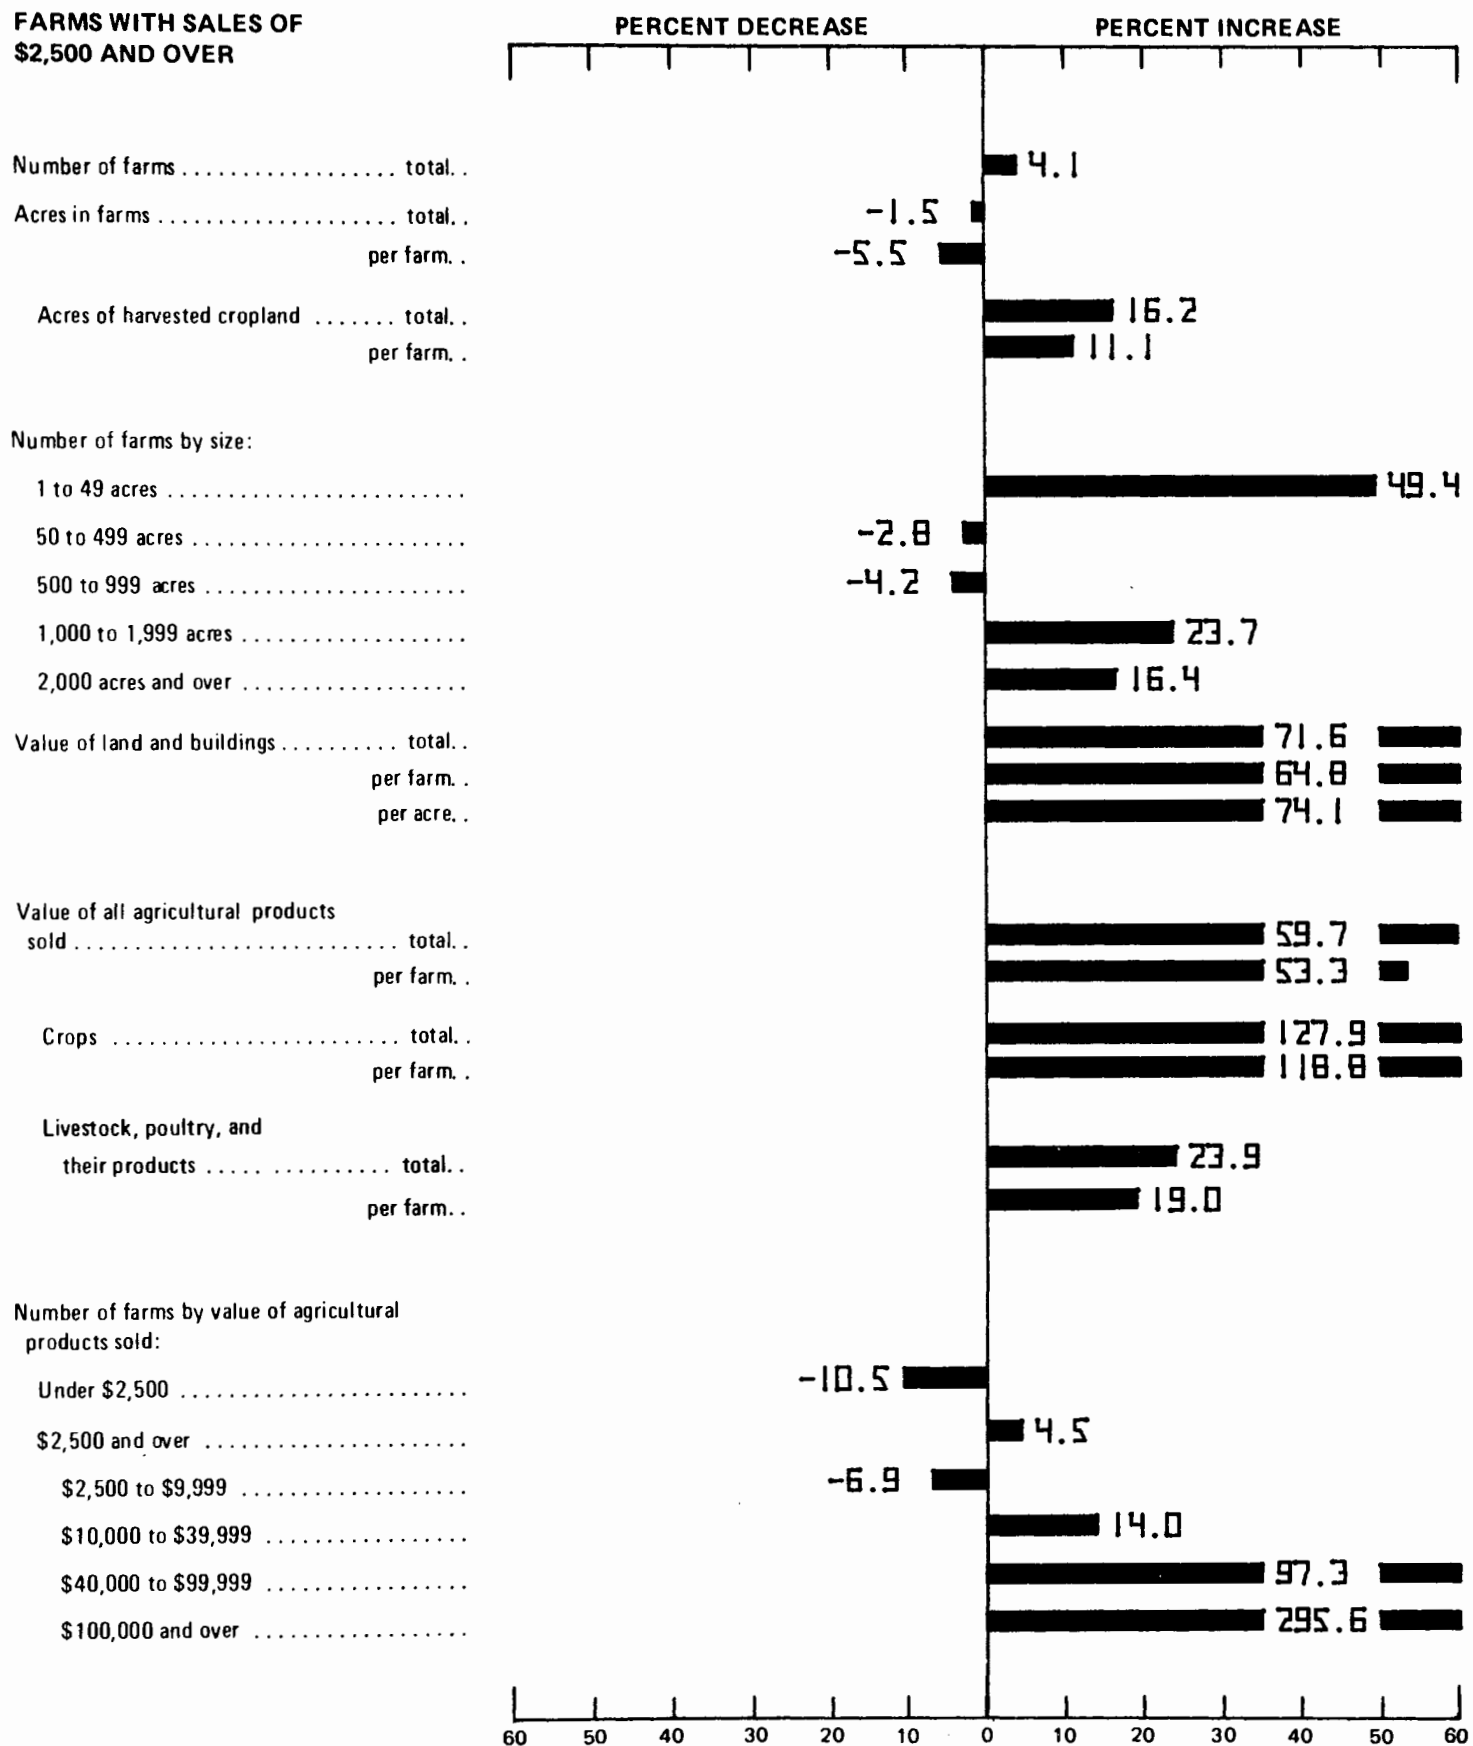 FARMS WITH SALES OF
$2,500 AND OVER
PERCENT DECREASE PERCENT INCREASE
Number of farms .................. total. . 4.1
Acres in farms ...................... total. . -1.5
per farm. . -5.5
Acres of harvested cropland ....... total. . 16.2
per farm. . 11.1
Number of farms by size:
1 to 49 acres ......................... 49.4
50 to 499 acres ....................... -2.8
500 to 999 acres ...................... -4.2
1,000 to 1,999 acres ................... 23.7
2,000 acres and over ................... 16.4
Value of land and buildings .......... total. . 71.6
per farm. . 64.8
per acre. . 74.1
Value of all agricultural products
sold ........................... total. . 59.7
per farm. . 53.3
Crops ........................ total. . 127.9
per farm. . 118.8
Livestock, poultry, and
their products ..... .......... total. . 23.9
per farm. . 19.0
Number of farms by value of agricultural
products sold:
Under $2,500 ........................ -10.5
$2,500 and over ...................... 4.5
$2,500 to $9,999 ................... -6.9
$10,000 to $39,999 ................. 14.0
$40,000 to $99,999 ................. 97.3
$100,000 and over .................. 295.6
60 50 40 30 20 10 0 10 20 30 40 50 60